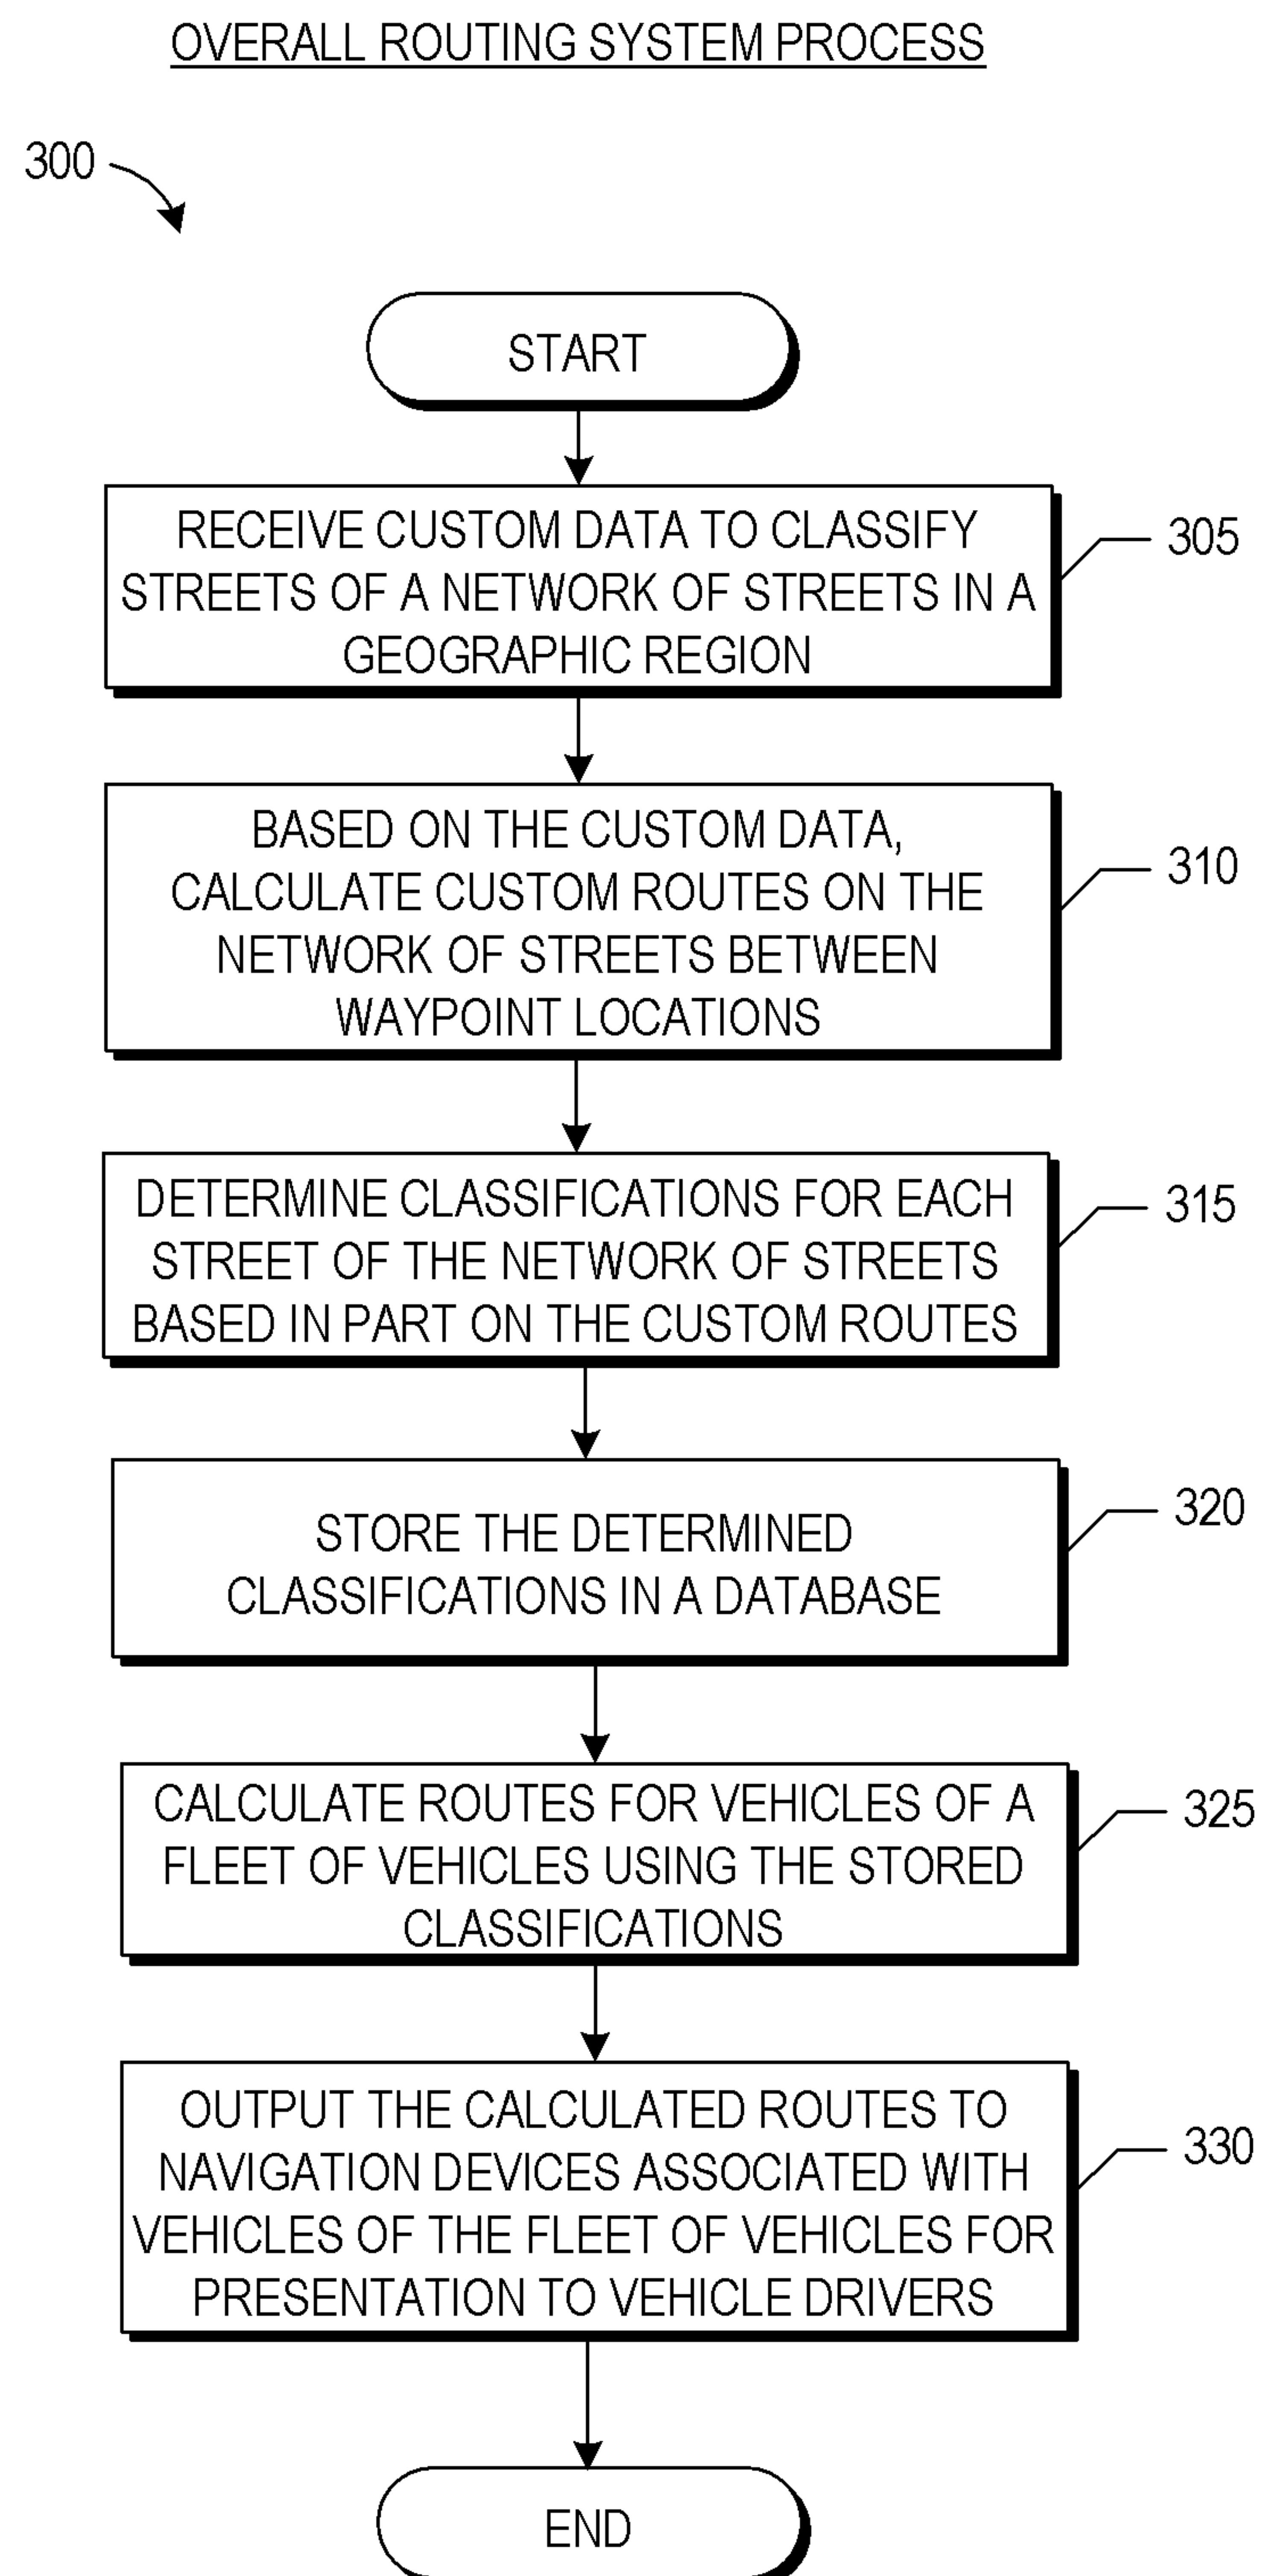 OVERALL ROUTING SYSTEM PROCESS
300
START
RECEIVE CUSTOM DATA TO CLASSIFY
STREETS OF A NETWORK OF STREETS IN A
GEOGRAPHIC REGION
305
BASED ON THE CUSTOM DATA,
CALCULATE CUSTOM ROUTES ON THE
NETWORK OF STREETS BETWEEN
WAYPOINT LOCATIONS
310
DETERMINE CLASSIFICATIONS FOR EACH
STREET OF THE NETWORK OF STREETS
BASED IN PART ON THE CUSTOM ROUTES
315
STORE THE DETERMINED
CLASSIFICATIONS IN A DATABASE
320
CALCULATE ROUTES FOR VEHICLES OF A
FLEET OF VEHICLES USING THE STORED
CLASSIFICATIONS
325
OUTPUT THE CALCULATED ROUTES TO
NAVIGATION DEVICES ASSOCIATED WITH
VEHICLES OF THE FLEET OF VEHICLES FOR
PRESENTATION TO VEHICLE DRIVERS
330
END